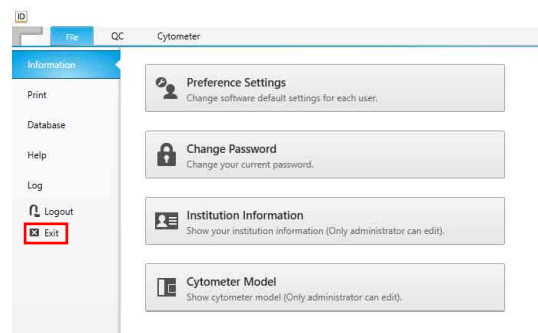 ID
File QC Cytometer
Information
Print
Database
Help
Log
Logout
Exit
Preference Settings
Change software default settings for each user.
Change Password
Change your current password.
Institution Information
Show your institution information (Only administrator can edit).
Cytometer Model
Show cytometer model (Only administrator can edit).